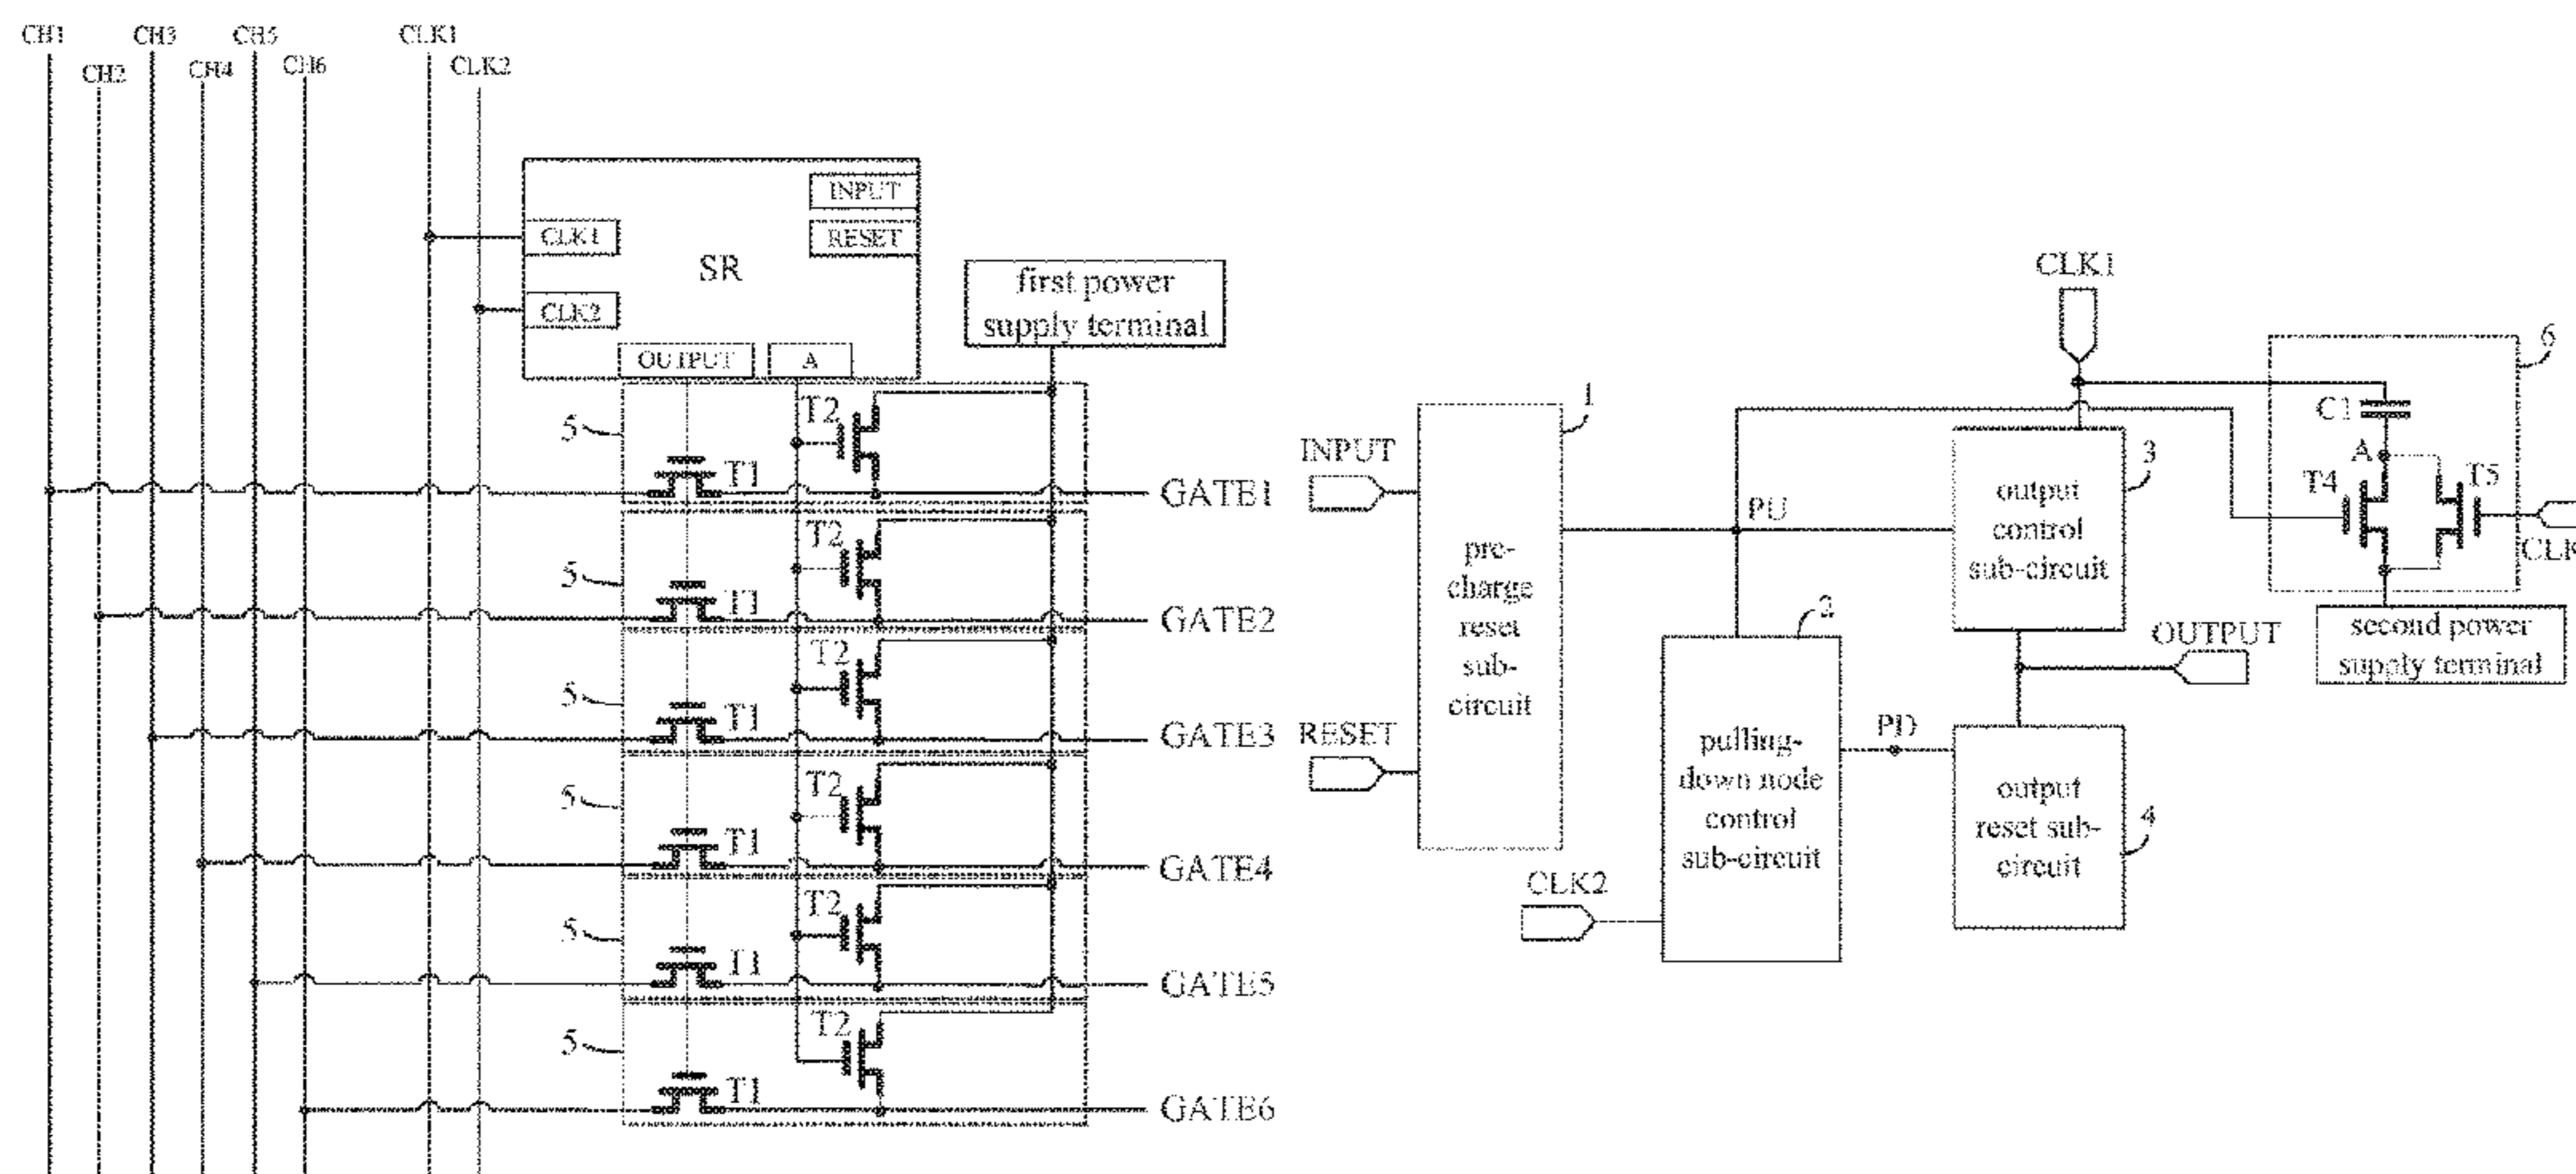 CH1
CH3
CH5
CLK1
CH2
CH4
CH6
CLK2
INPUT
CLK1
RESET
SR
CLK2
OUTPUT
A
first power
supply terminal
5
T2
T1
GATE1
5
T2
T1
GATE2
5
T2
T1
GATE3
5
T2
T1
GATE4
5
T2
T1
GATE5
5
T2
T1
GATE6
CLK1
6
1
C1
INPUT
A
3
T4
T5
output
control
sub-circuit
PU
CLK
pre-
charge
reset
sub-
circuit
2
OUTPUT
second power
supply terminal
RESET
PD
pulling-
down node
control
sub-circuit
output
reset sub-
circuit
4
CLK2